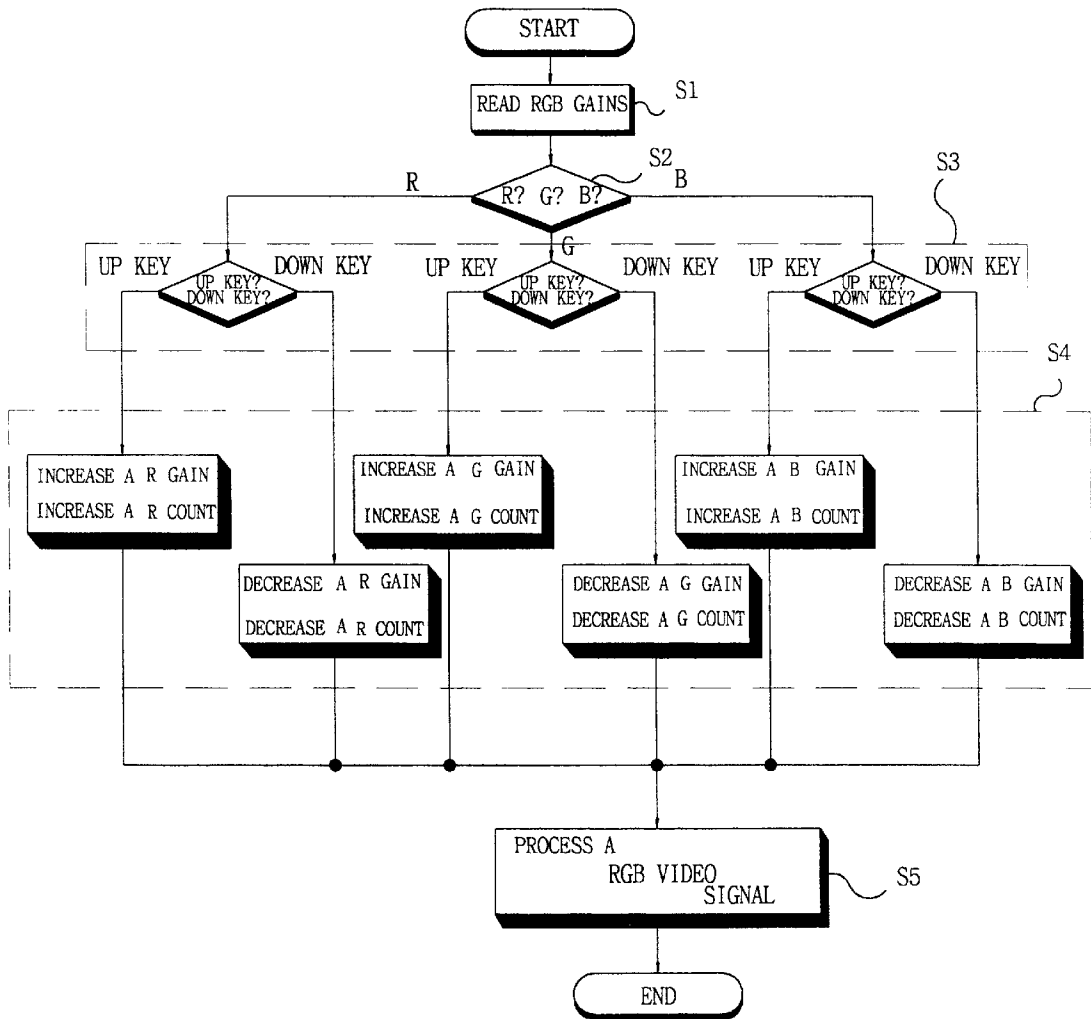 START
READ RGB GAINS
S1
S2
R
R? G? B?
B
S3
G
UP KEY
DOWN KEY
UP KEY
DOWN KEY
UP KEY
DOWN KEY
UP KEY?
DOWN KEY?
UP KEY?
DOWN KEY?
UP KEY?
DOWN KEY?
S4
INCREASE A R GAIN
INCREASE A R COUNT
INCREASE A G GAIN
INCREASE A G COUNT
INCREASE A B GAIN
INCREASE A B COUNT
DECREASE A R GAIN
DECREASE A R COUNT
DECREASE A G GAIN
DECREASE A G COUNT
DECREASE A B GAIN
DECREASE A B COUNT
PROCESS A
RGB VIDEO
SIGNAL
S5
END